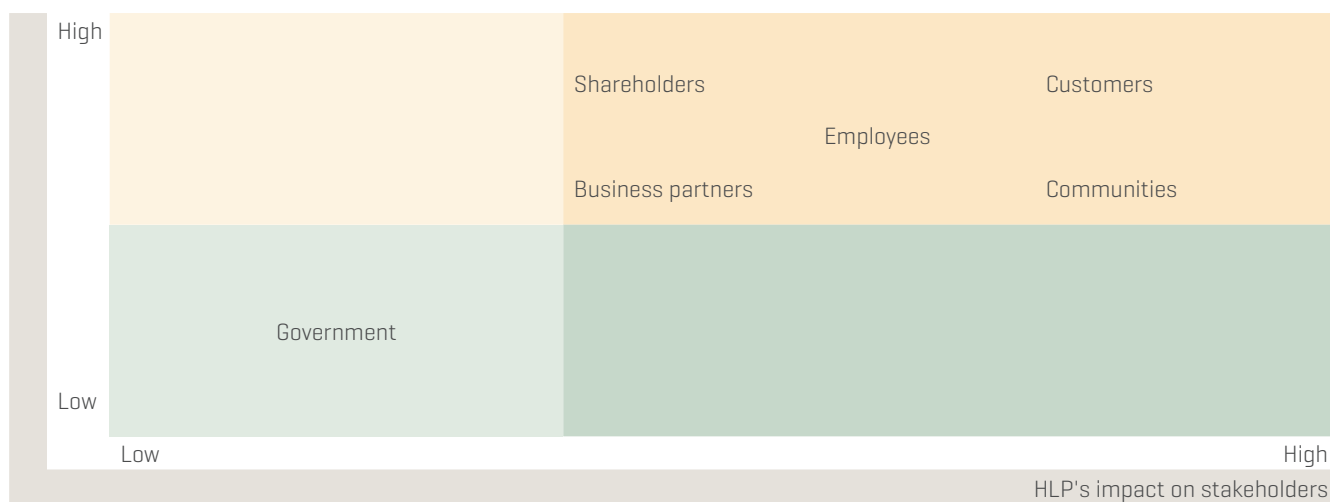 High
Shareholders Customers
Employees
Business partners Communities
Government
Low
Low High
HLP's impact on stakeholders